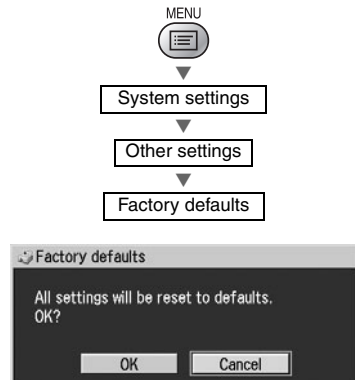 MENU
System settings
Other settings
Factory defaults
Factory defaults
All settings will be reset to defaults.
OK?
OK Cancel